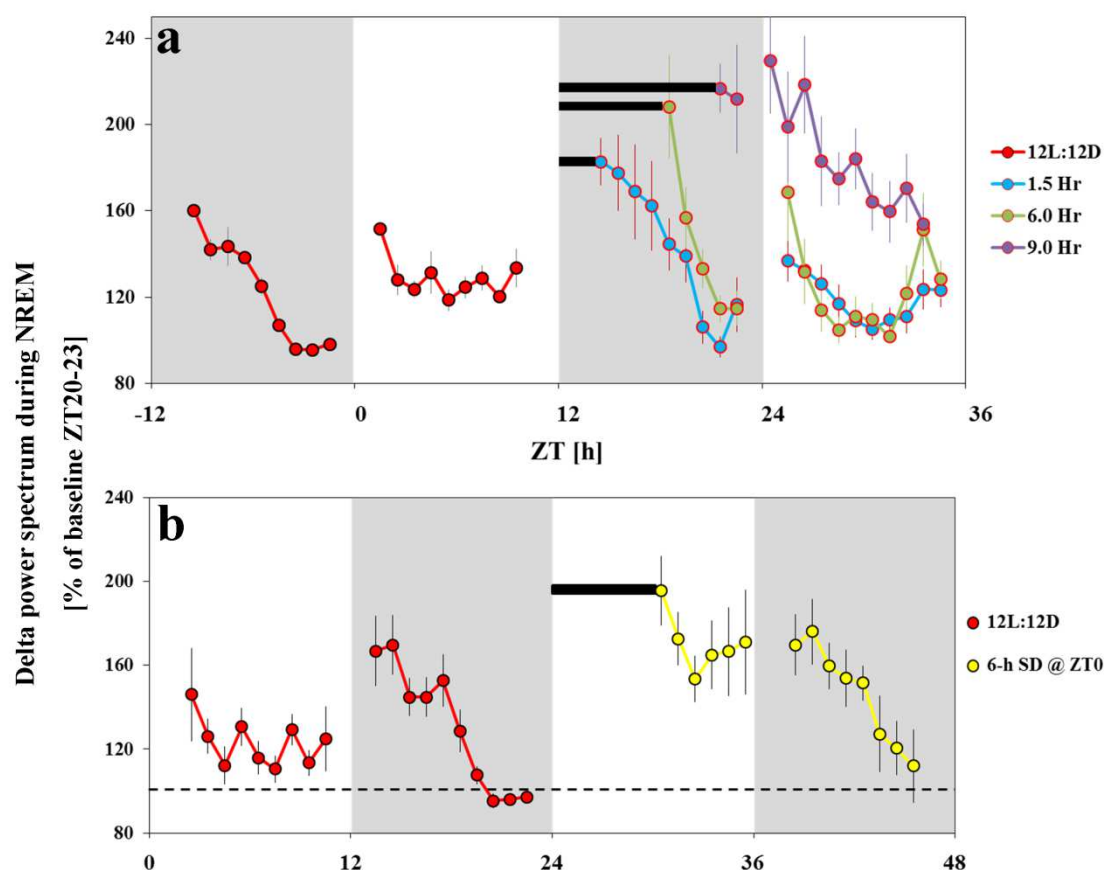 Delta power spectrum during NREM
[% of baseline ZT20-23]
a
240
200
160
120
80
-12 0 12 24 36
ZT [h]
12L:12D
1.5 Hr
6.0 Hr
9.0 Hr
b
240
200
160
120
80
0 12 24 36 48
12L:12D
6-h SD @ ZT0